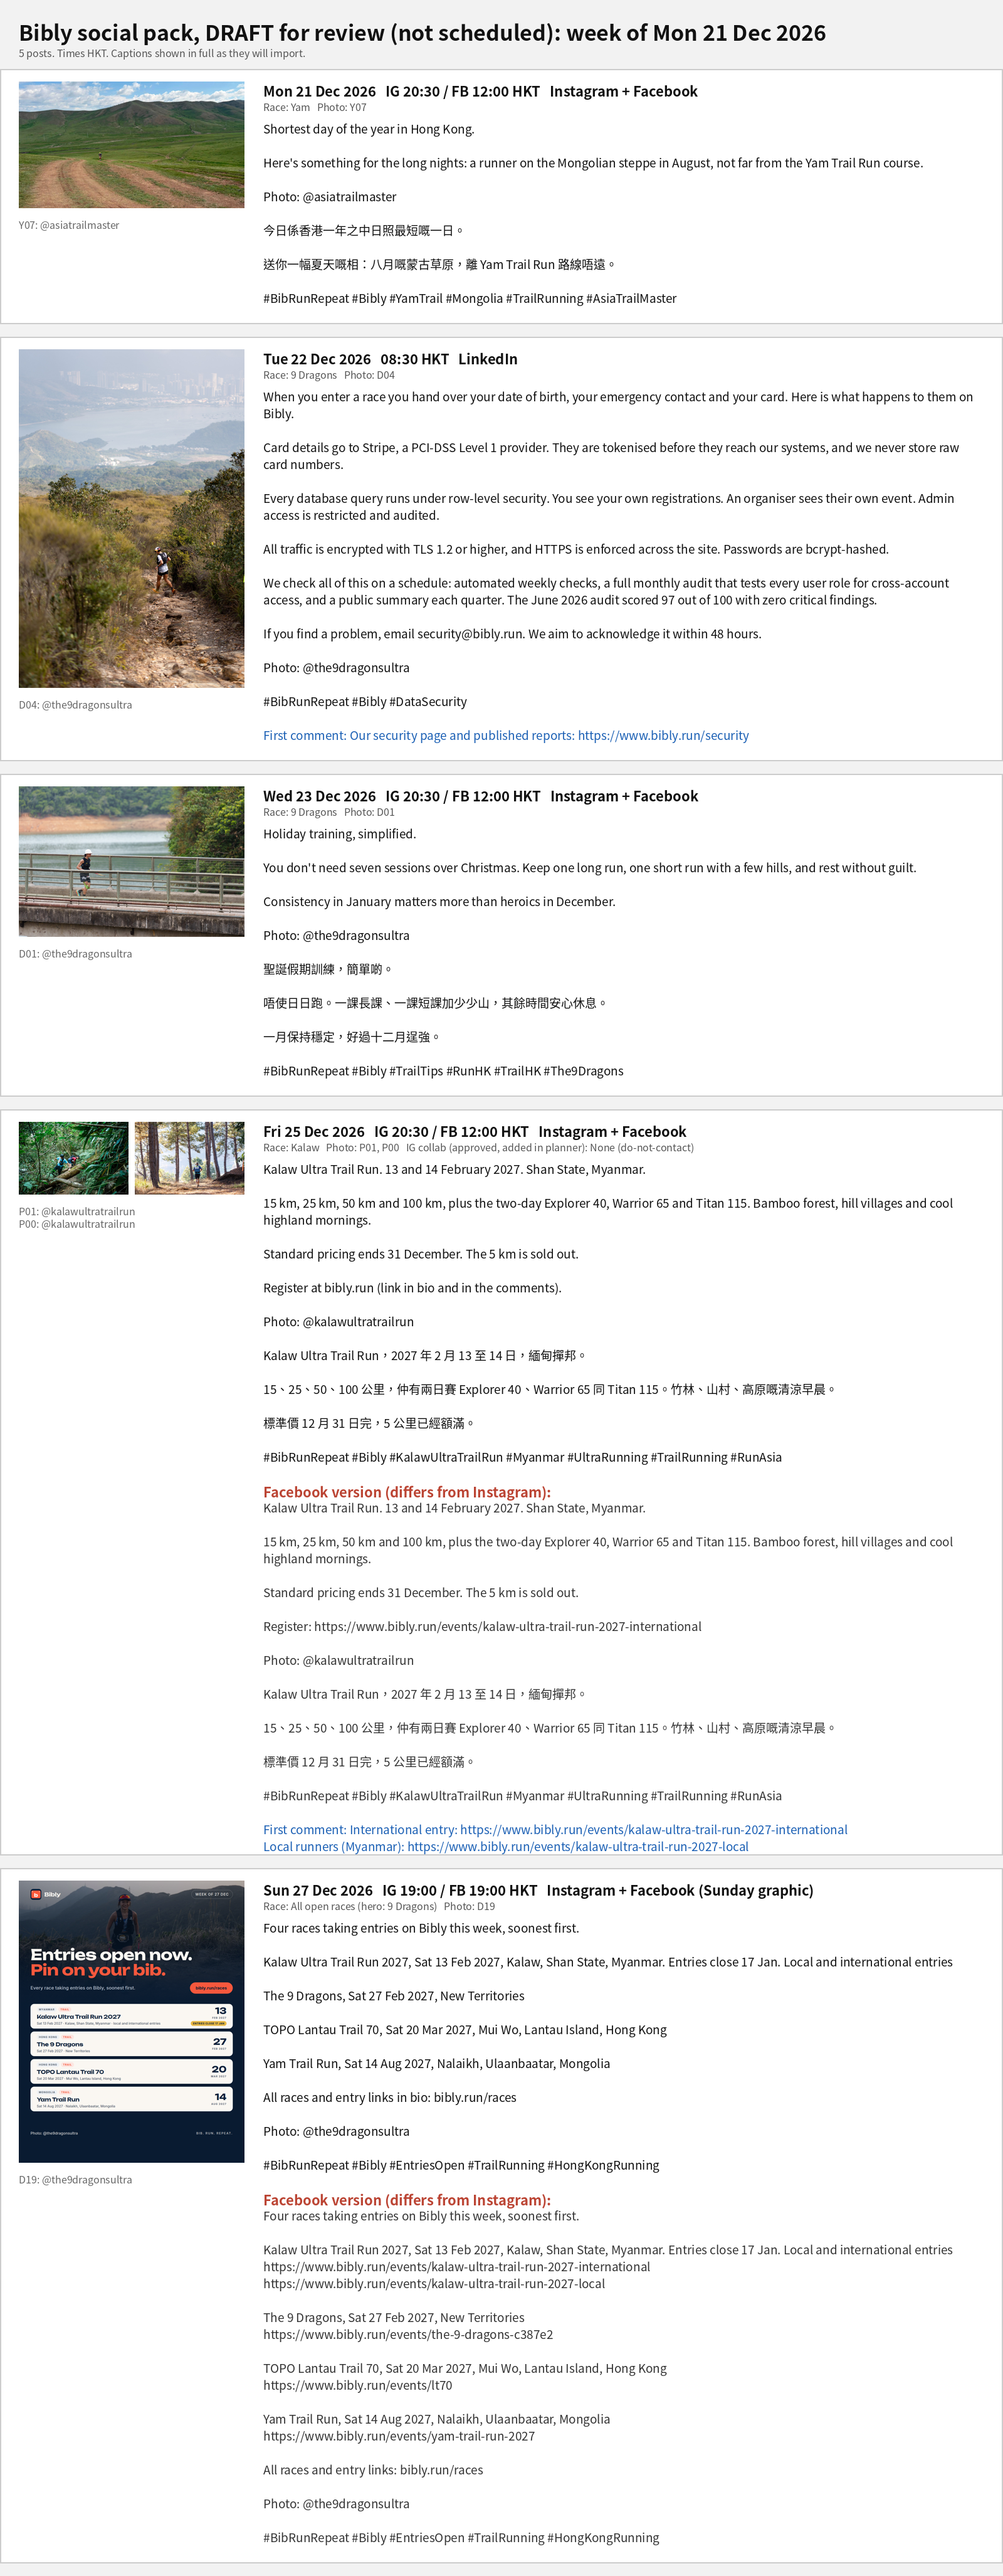 Bibly social pack, DRAFT for review (not scheduled): week of Mon 21 Dec 2026
5 posts. Times HKT. Captions shown in full as they will import.
Mon 21 Dec 2026 IG 20:30 / FB 12:00 HKT Instagram + Facebook
Race: Yam Photo: Y07
Shortest day of the year in Hong Kong.
Here's something for the long nights: a runner on the Mongolian steppe in August, not far from the Yam Trail Run course.
Photo: @asiatrailmaster
今日係香港一年之中日照最短嘅一日。
送你一幅夏天嘅相：八月嘅蒙古草原，離 Yam Trail Run 路線唔遠。
#BibRunRepeat #Bibly #YamTrail #Mongolia #TrailRunning #AsiaTrailMaster
Y07: @asiatrailmaster
Tue 22 Dec 2026 08:30 HKT LinkedIn
Race: 9 Dragons Photo: D04
When you enter a race you hand over your date of birth, your emergency contact and your card. Here is what happens to them on
Bibly.
Card details go to Stripe, a PCI-DSS Level 1 provider. They are tokenised before they reach our systems, and we never store raw
card numbers.
Every database query runs under row-level security. You see your own registrations. An organiser sees their own event. Admin
access is restricted and audited.
All traffic is encrypted with TLS 1.2 or higher, and HTTPS is enforced across the site. Passwords are bcrypt-hashed.
We check all of this on a schedule: automated weekly checks, a full monthly audit that tests every user role for cross-account
access, and a public summary each quarter. The June 2026 audit scored 97 out of 100 with zero critical findings.
If you find a problem, email security@bibly.run. We aim to acknowledge it within 48 hours.
Photo: @the9dragonsultra
#BibRunRepeat #Bibly #DataSecurity
First comment: Our security page and published reports: https://www.bibly.run/security
D04: @the9dragonsultra
Wed 23 Dec 2026 IG 20:30 / FB 12:00 HKT Instagram + Facebook
Race: 9 Dragons Photo: D01
Holiday training, simplified.
You don't need seven sessions over Christmas. Keep one long run, one short run with a few hills, and rest without guilt.
Consistency in January matters more than heroics in December.
Photo: @the9dragonsultra
聖誕假期訓練，簡單啲。
唔使日日跑。一課長課、一課短課加少少山，其餘時間安心休息。
一月保持穩定，好過十二月逞強。
#BibRunRepeat #Bibly #TrailTips #RunHK #TrailHK #The9Dragons
D01: @the9dragonsultra
Fri 25 Dec 2026 IG 20:30 / FB 12:00 HKT Instagram + Facebook
Race: Kalaw Photo: P01, P00 IG collab (approved, added in planner): None (do-not-contact)
Kalaw Ultra Trail Run. 13 and 14 February 2027. Shan State, Myanmar.
15 km, 25 km, 50 km and 100 km, plus the two-day Explorer 40, Warrior 65 and Titan 115. Bamboo forest, hill villages and cool
highland mornings.
Standard pricing ends 31 December. The 5 km is sold out.
Register at bibly.run (link in bio and in the comments).
Photo: @kalawultratrailrun
Kalaw Ultra Trail Run，2027 年 2 月 13 至 14 日，緬甸撣邦。
15、25、50、100 公里，仲有兩日賽 Explorer 40、Warrior 65 同 Titan 115。竹林、山村、高原嘅清涼早晨。
標準價 12 月 31 日完，5 公里已經額滿。
#BibRunRepeat #Bibly #KalawUltraTrailRun #Myanmar #UltraRunning #TrailRunning #RunAsia
Facebook version (differs from Instagram):
Kalaw Ultra Trail Run. 13 and 14 February 2027. Shan State, Myanmar.
15 km, 25 km, 50 km and 100 km, plus the two-day Explorer 40, Warrior 65 and Titan 115. Bamboo forest, hill villages and cool
highland mornings.
Standard pricing ends 31 December. The 5 km is sold out.
Register: https://www.bibly.run/events/kalaw-ultra-trail-run-2027-international
Photo: @kalawultratrailrun
Kalaw Ultra Trail Run，2027 年 2 月 13 至 14 日，緬甸撣邦。
15、25、50、100 公里，仲有兩日賽 Explorer 40、Warrior 65 同 Titan 115。竹林、山村、高原嘅清涼早晨。
標準價 12 月 31 日完，5 公里已經額滿。
#BibRunRepeat #Bibly #KalawUltraTrailRun #Myanmar #UltraRunning #TrailRunning #RunAsia
First comment: International entry: https://www.bibly.run/events/kalaw-ultra-trail-run-2027-international
Local runners (Myanmar): https://www.bibly.run/events/kalaw-ultra-trail-run-2027-local
P01: @kalawultratrailrun
P00: @kalawultratrailrun
Bibly
WEEK OF 27 DEC
Entries open now.
Pin on your bib.
Every race taking entries on Bibly, soonest first.
bibly.run/races
Kalaw Ultra Trail Run 2027
13
The 9 Dragons
27
TOPO Lantau Trail 70
20
Yam Trail Run
14
Photo: @the9dragonsultra
BIB. RUN. REPEAT.
D19: @the9dragonsultra
Sun 27 Dec 2026 IG 19:00 / FB 19:00 HKT Instagram + Facebook (Sunday graphic)
Race: All open races (hero: 9 Dragons) Photo: D19
Four races taking entries on Bibly this week, soonest first.
Kalaw Ultra Trail Run 2027, Sat 13 Feb 2027, Kalaw, Shan State, Myanmar. Entries close 17 Jan. Local and international entries
The 9 Dragons, Sat 27 Feb 2027, New Territories
TOPO Lantau Trail 70, Sat 20 Mar 2027, Mui Wo, Lantau Island, Hong Kong
Yam Trail Run, Sat 14 Aug 2027, Nalaikh, Ulaanbaatar, Mongolia
All races and entry links in bio: bibly.run/races
Photo: @the9dragonsultra
#BibRunRepeat #Bibly #EntriesOpen #TrailRunning #HongKongRunning
Facebook version (differs from Instagram):
Four races taking entries on Bibly this week, soonest first.
Kalaw Ultra Trail Run 2027, Sat 13 Feb 2027, Kalaw, Shan State, Myanmar. Entries close 17 Jan. Local and international entries
https://www.bibly.run/events/kalaw-ultra-trail-run-2027-international
https://www.bibly.run/events/kalaw-ultra-trail-run-2027-local
The 9 Dragons, Sat 27 Feb 2027, New Territories
https://www.bibly.run/events/the-9-dragons-c387e2
TOPO Lantau Trail 70, Sat 20 Mar 2027, Mui Wo, Lantau Island, Hong Kong
https://www.bibly.run/events/lt70
Yam Trail Run, Sat 14 Aug 2027, Nalaikh, Ulaanbaatar, Mongolia
https://www.bibly.run/events/yam-trail-run-2027
All races and entry links: bibly.run/races
Photo: @the9dragonsultra
#BibRunRepeat #Bibly #EntriesOpen #TrailRunning #HongKongRunning